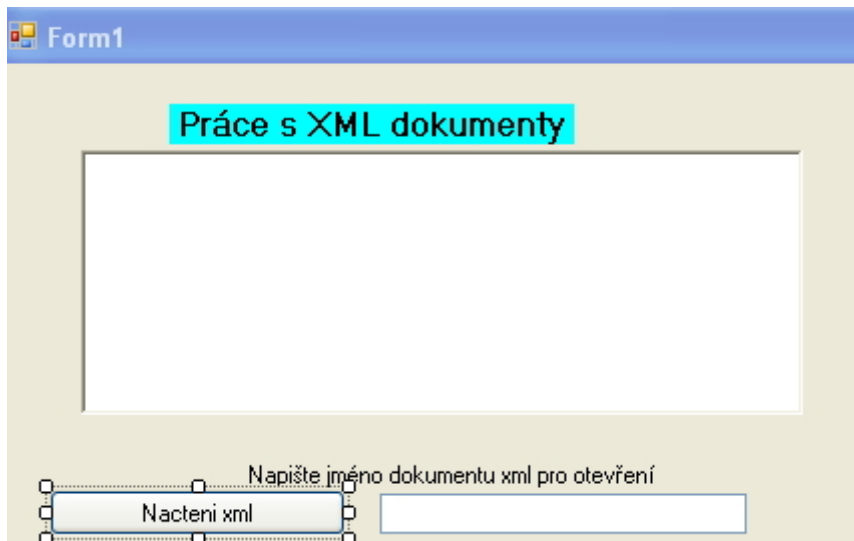 Form1
Práce s XML dokumenty
Napište jméno dokumentu xml pro otevření
Nacteni xml